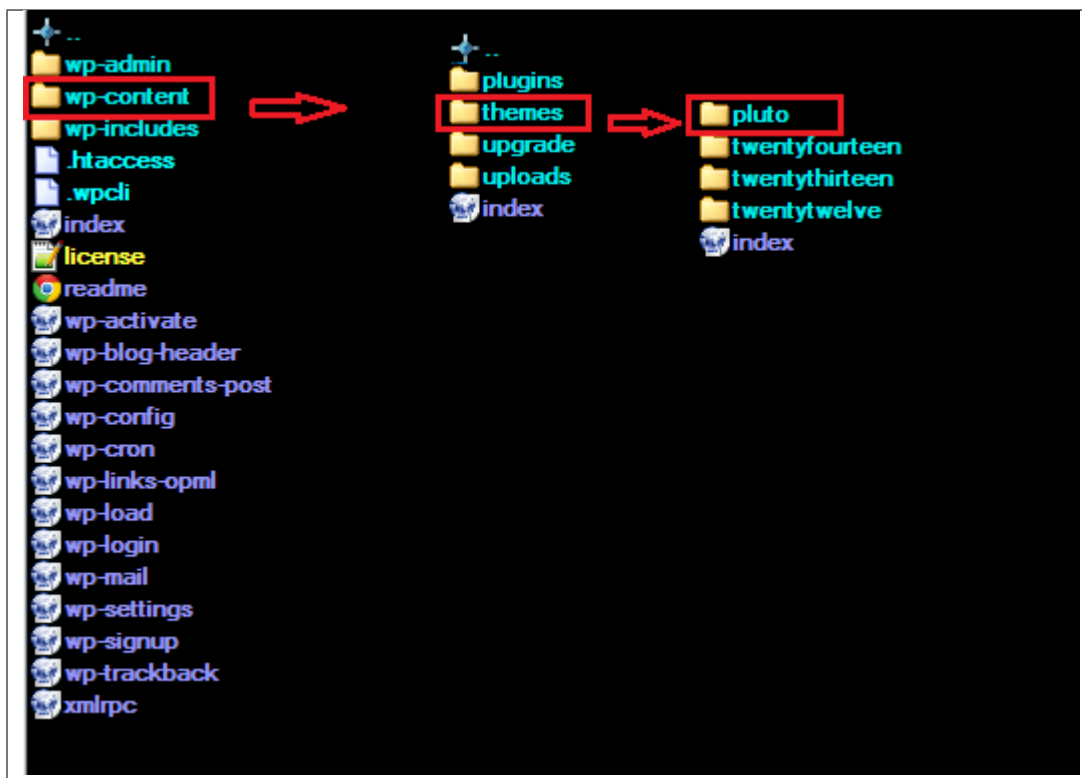 ..
wp-admin
wp-content
wp-includes
.htaccess
.wpcli
index
license
readme
wp-activate
wp-blog-header
wp-comments-post
wp-config
wp-cron
wp-links-opml
wp-load
wp-login
wp-mail
wp-settings
wp-signup
wp-trackback
xmlrpc
..
plugins
themes
upgrade
uploads
index
pluto
twentyfourteen
twentythirteen
twentytwelve
index